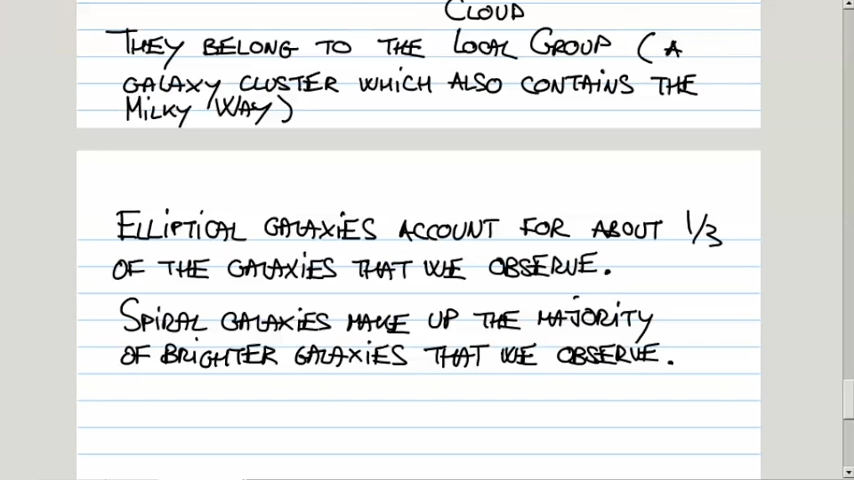 CLOUD
THEY BELONG TO THE LOCAL GROUP (A
GALAXY CLUSTER WHICH ALSO CONTAINS THE
MILKY WAY)
ELLIPTICAL GALAXIES ACCOUNT FOR ABOUT 1/3
OF THE GALAXIES THAT WE OBSERVE.
SPIRAL GALAXIES MAKE UP THE MAJORITY
OF BRIGHTER GALAXIES THAT WE OBSERVE.